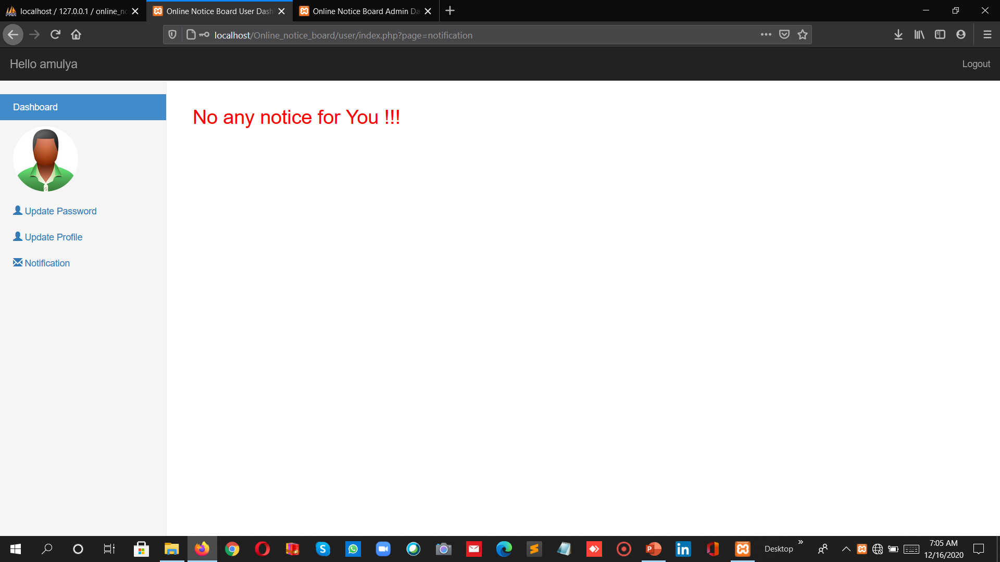 localhost / 127.0.0.1 / online_no
Online Notice Board User Dash
Online Notice Board Admin Da
localhost/Online_notice_board/user/index.php?page=notification
Hello amulya
Logout
Dashboard
No any notice for You !!!
Update Password
Update Profile
Notification
Desktop
7:05 AM
12/16/2020